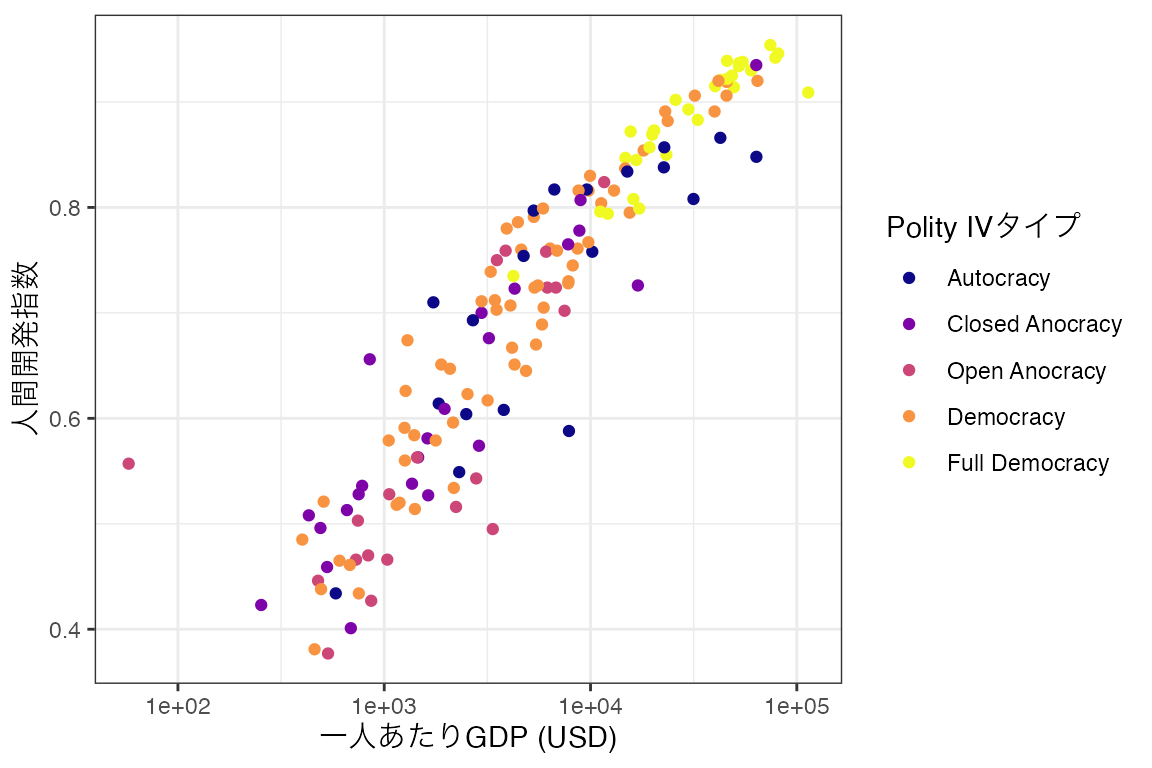 人間開発指数
0.8
0.6
0.4
1e+02
1e+03
1e+04
1e+05
一人あたりGDP (USD)
Polity IVタイプ
Autocracy
Closed Anocracy
Open Anocracy
Democracy
Full Democracy